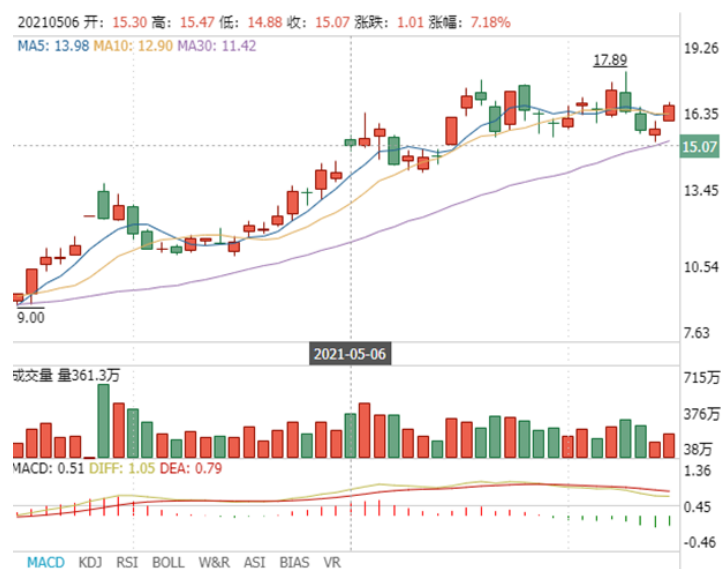 20210506 开: 15.30 高: 15.47 低: 14.88 收: 15.07 涨跌: 1.01 涨幅: 7.18%
MA5: 13.98 MA10: 12.90 MA30: 11.42
19.26
17.89
16.35
15.07
13.45
10.54
9.00
7.63
2021-05-06
成交量 量361.3万
715万
376万
38万
MACD: 0.51 DIFF: 1.05 DEA: 0.79
1.36
0.45
-0.46
MACD KDJ RSI BOLL W&R ASI BIAS VR